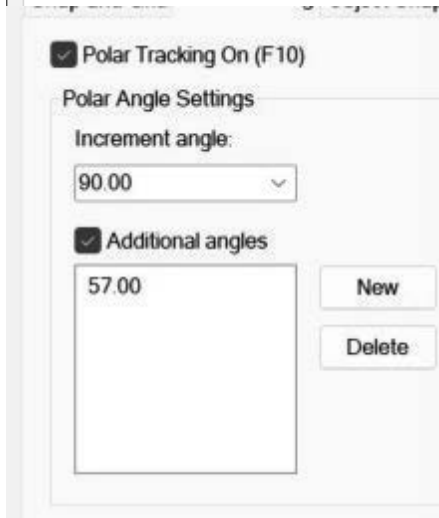 Polar Tracking On (F10)
Polar Angle Settings
Increment angle:
90.00
Additional angles
57.00
New
Delete